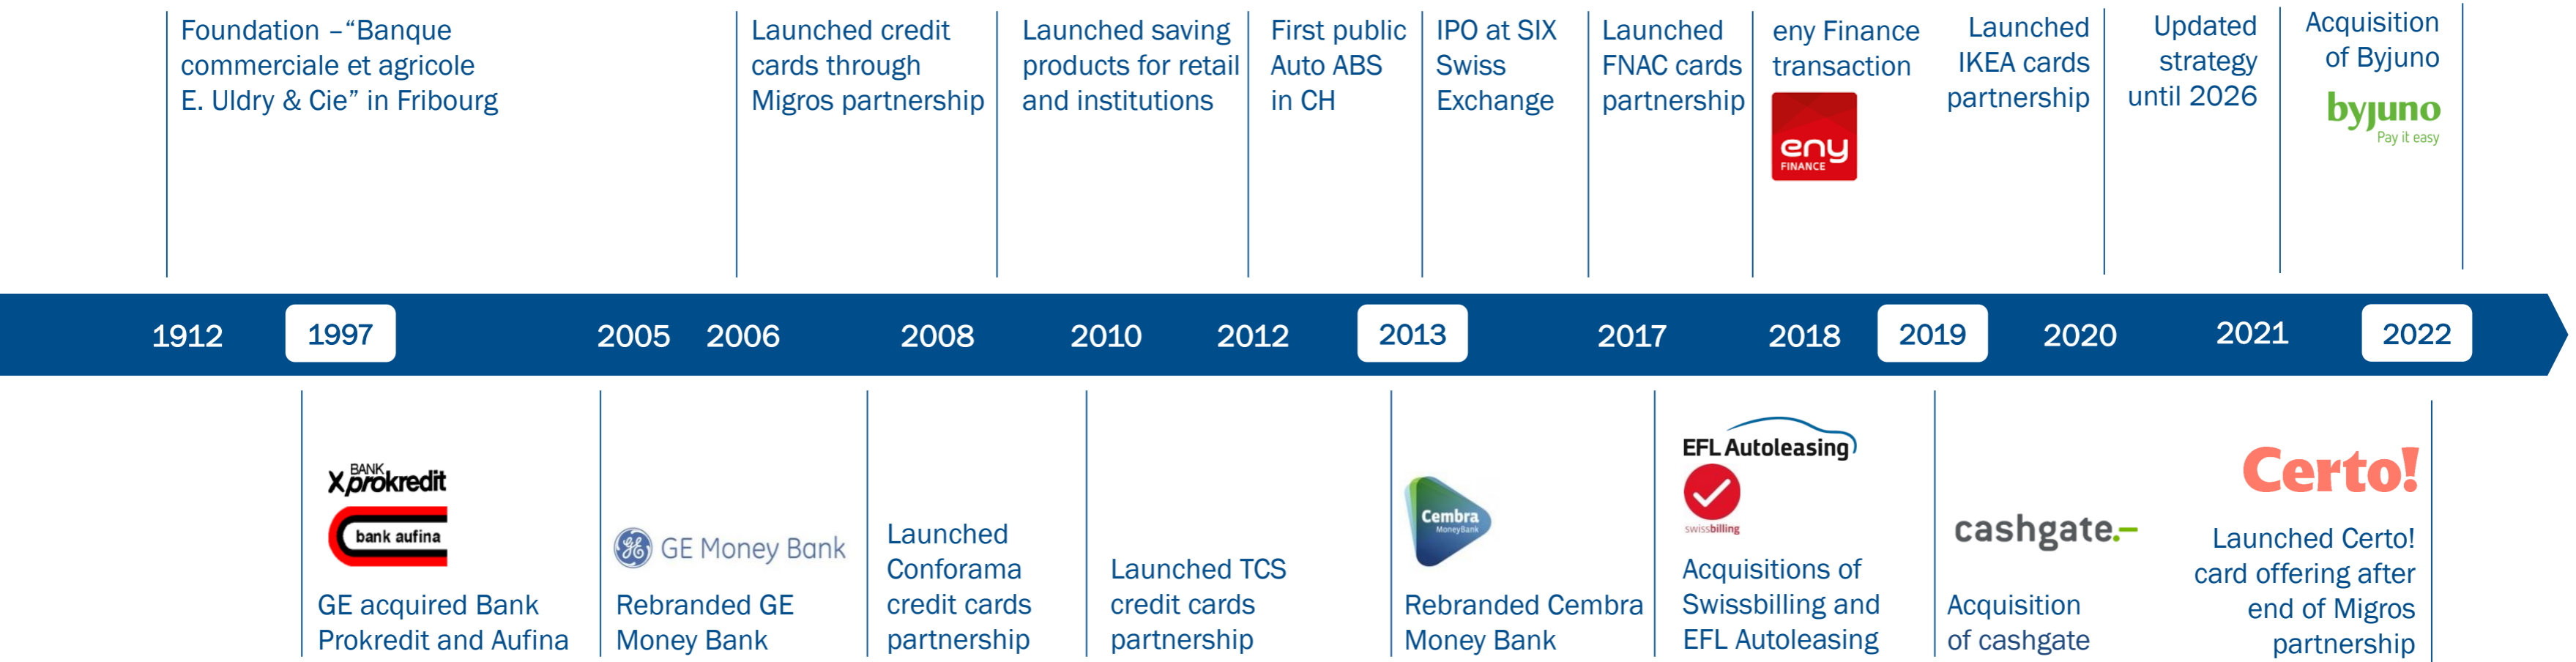 Foundation –“Banque
commerciale et agricole
E. Uldry & Cie” in Fribourg
Launched credit
cards through
Migros partnership
Launched saving
products for retail
and institutions
First public
Auto ABS
in CH
IPO at SIX
Swiss
Exchange
Launched
FNAC cards
partnership
eny Finance
transaction
eny
FINANCE
Launched
IKEA cards
partnership
Updated
strategy
until 2026
Acquisition
of Byjuno
byjuno
Pay it easy
1912 1997 2005 2006 2008 2010 2012 2013 2017 2018 2019 2020 2021 2022
BANK
Xprokredit
bank aufina
GE acquired Bank
Prokredit and Aufina
GE GE Money Bank
Rebranded GE
Money Bank
Launched
Conforama
credit cards
partnership
Launched TCS
credit cards
partnership
Cembra
MoneyBank
Rebranded Cembra
Money Bank
EFL Autoleasing
swissbilling
Acquisitions of
Swissbilling and
EFL Autoleasing
cashgate.–
Acquisition
of cashgate
Certo!
Launched Certo!
card offering after
end of Migros
partnership